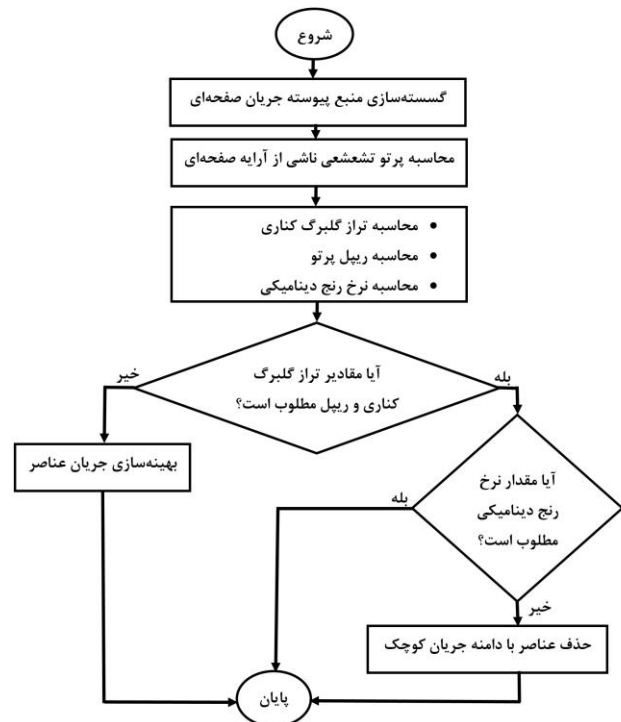 شروع
گسسته‌سازی منبع پیوسته جریان صفحه‌ای
محاسبه پرتو تشعشعی ناشی از آرایه صفحه‌ای
• محاسبه تراز گلبرگ کناری
• محاسبه ریپل پرتو
• محاسبه نرخ رنج دینامیکی
آیا مقادیر تراز گلبرگ
کناری و ریپل مطلوب است؟
بله
خیر
بهینه‌سازی جریان عناصر
آیا مقدار نرخ
رنج دینامیکی
مطلوب است؟
بله
خیر
حذف عناصر با دامنه جریان کوچک
پایان